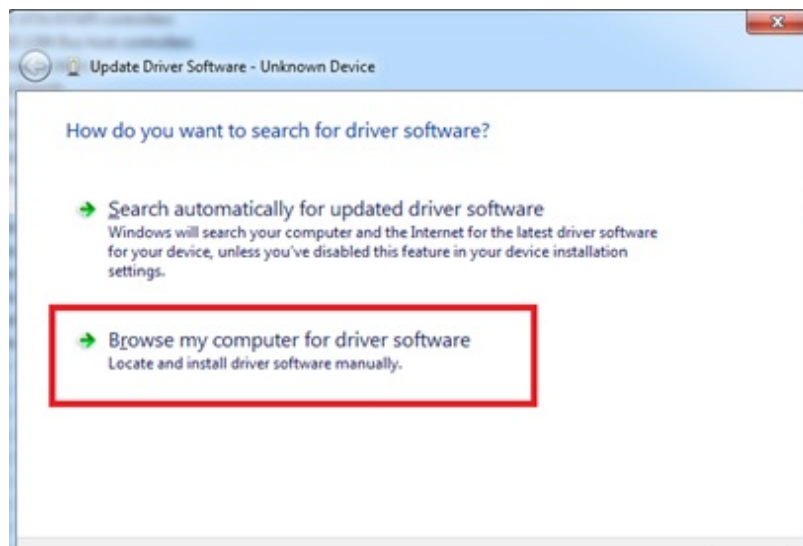 Update Driver Software - Unknown Device
How do you want to search for driver software?
Search automatically for updated driver software
Windows will search your computer and the Internet for the latest driver software
for your device, unless you've disabled this feature in your device installation
settings.
Browse my computer for driver software
Locate and install driver software manually.